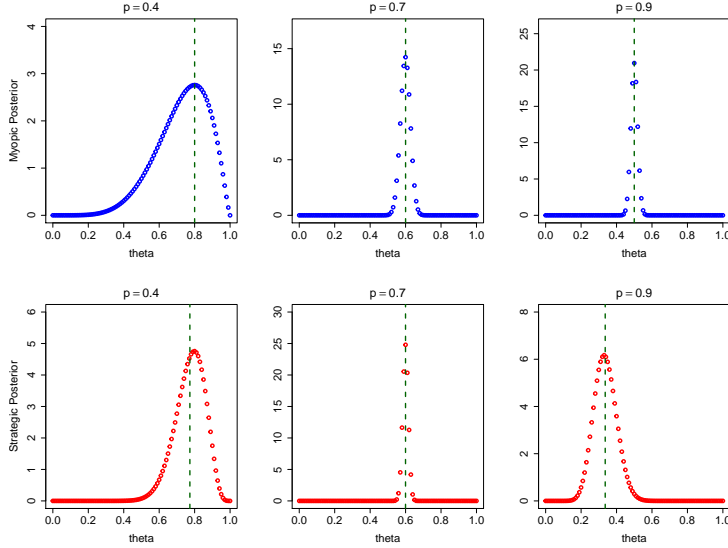 p = 0.4
Myopic Posterior
0 1 2 3 4
0.0 0.2 0.4 0.6 0.8 1.0
theta
p = 0.7
0 5 10 15
0.0 0.2 0.4 0.6 0.8 1.0
theta
p = 0.9
0 5 10 15 20 25
0.0 0.2 0.4 0.6 0.8 1.0
theta
p = 0.4
Strategic Posterior
0 1 2 3 4 5 6
0.0 0.2 0.4 0.6 0.8 1.0
theta
p = 0.7
0 5 10 15 20 25 30
0.0 0.2 0.4 0.6 0.8 1.0
theta
p = 0.9
0 2 4 6 8
0.0 0.2 0.4 0.6 0.8 1.0
theta